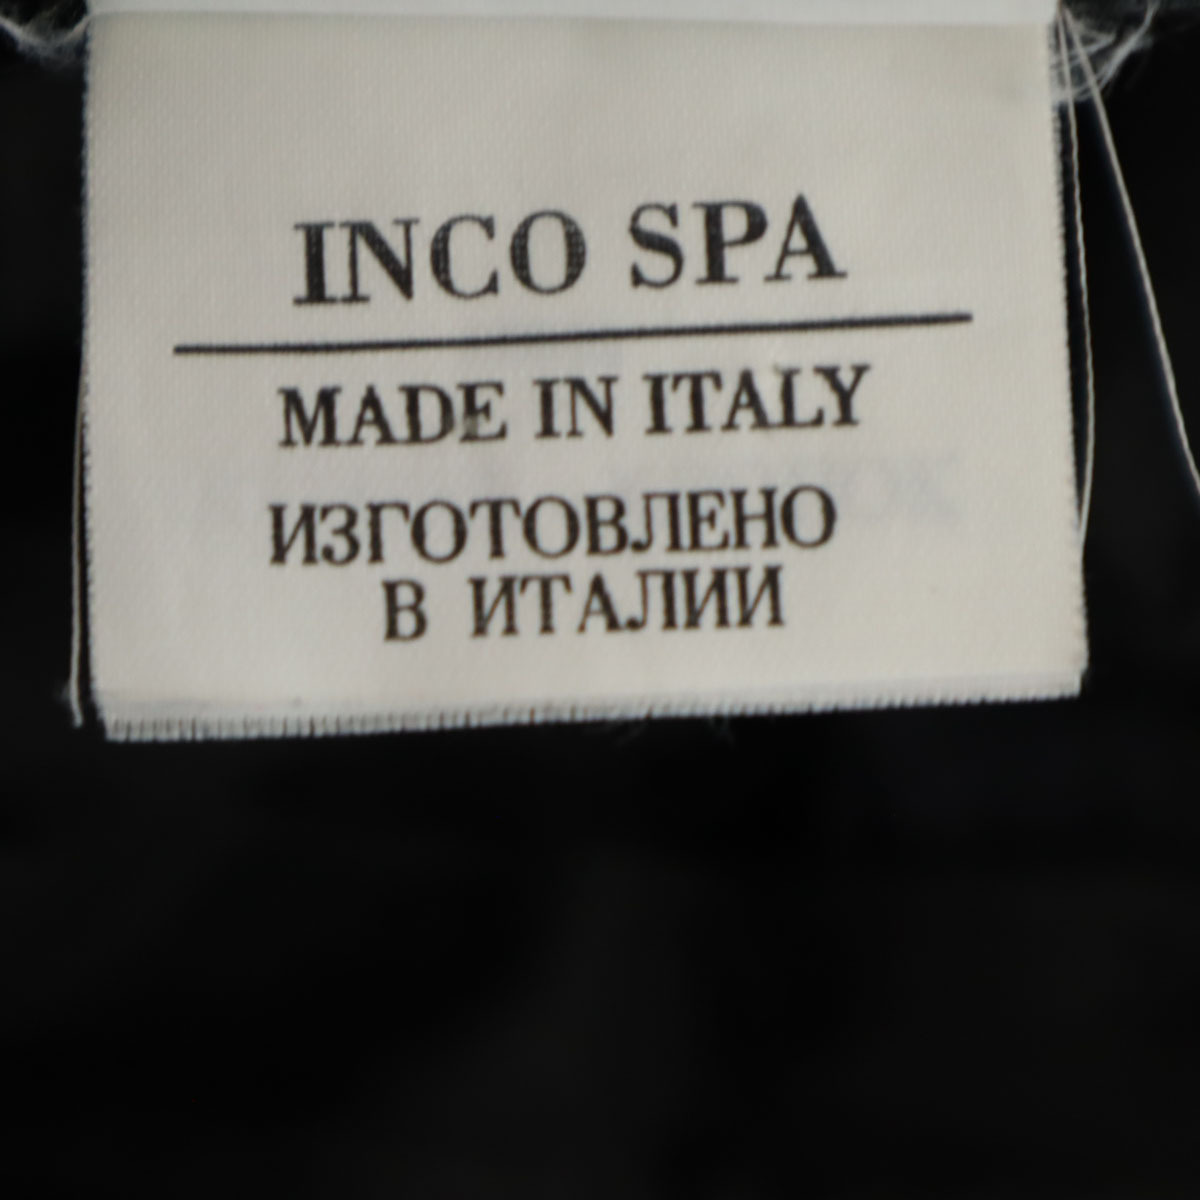 INCO SPA
MADE IN ITALY
ИЗГОТОВЛЕНО
В ИТАЛИИ